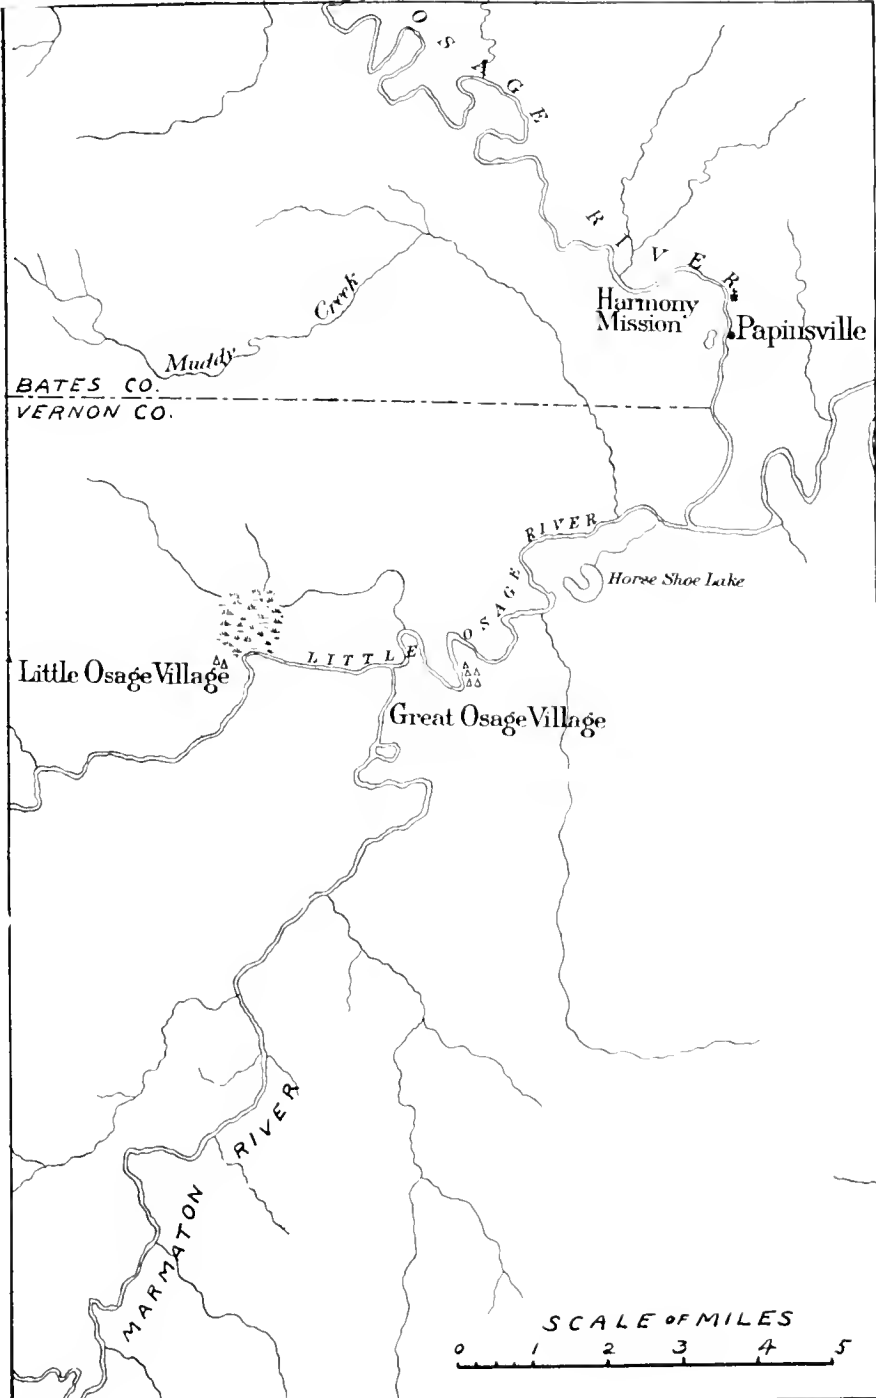 OSAGE RIVER
Harmony
Mission
Papinsville
Creek
Muddy
BATES CO.
VERNON CO.
RIVER
OSAGE
LITTLE
Horse Shoe Lake
Little Osage Village
Great Osage Village
MARMATON RIVER
SCALE OF MILES
0 1 2 3 4 5